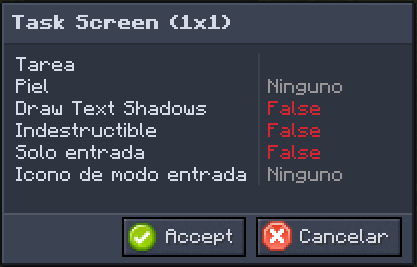 Task Screen (1x1)
Tarea
Piel Ninguno
Draw Text Shadows False
Indestructible False
Solo entrada False
Icono de modo entrada Ninguno
Accept Cancelar